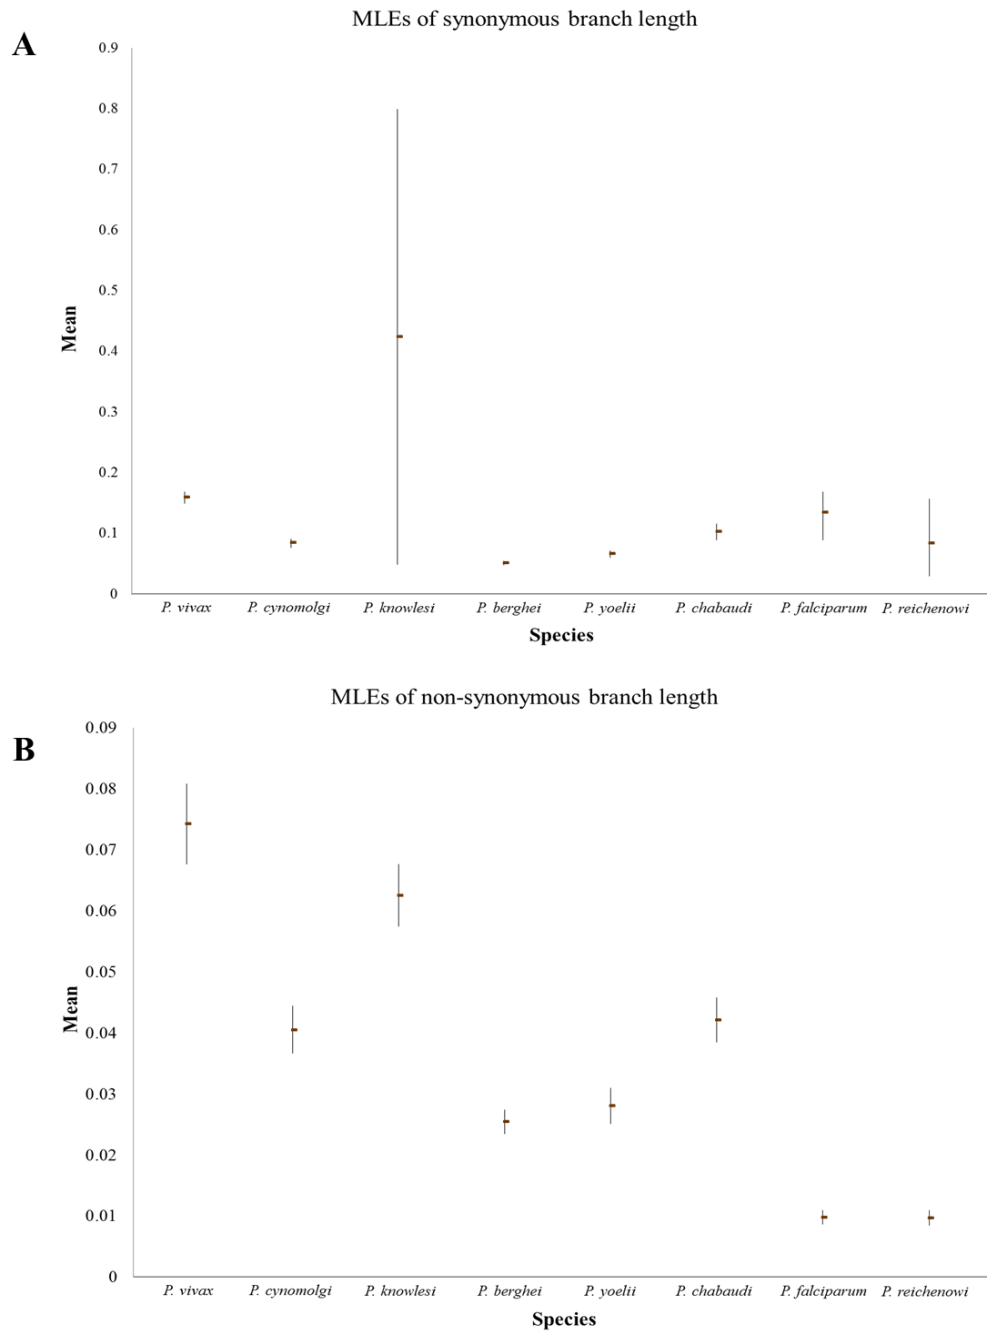 MLEs of synonymous branch length
A
0.9
0.8
0.7
0.6
0.5
0.4
0.3
0.2
0.1
0
Mean
P. vivax P. cynomolgi P. knowlesi P. berghei P. yoelii P. chabaudi P. falciparum P. reichenowi
Species
MLEs of non-synonymous branch length
B
0.09
0.08
0.07
0.06
0.05
0.04
0.03
0.02
0.01
0
Mean
P. vivax P. cynomolgi P. knowlesi P. berghei P. yoelii P. chabaudi P. falciparum P. reichenowi
Species